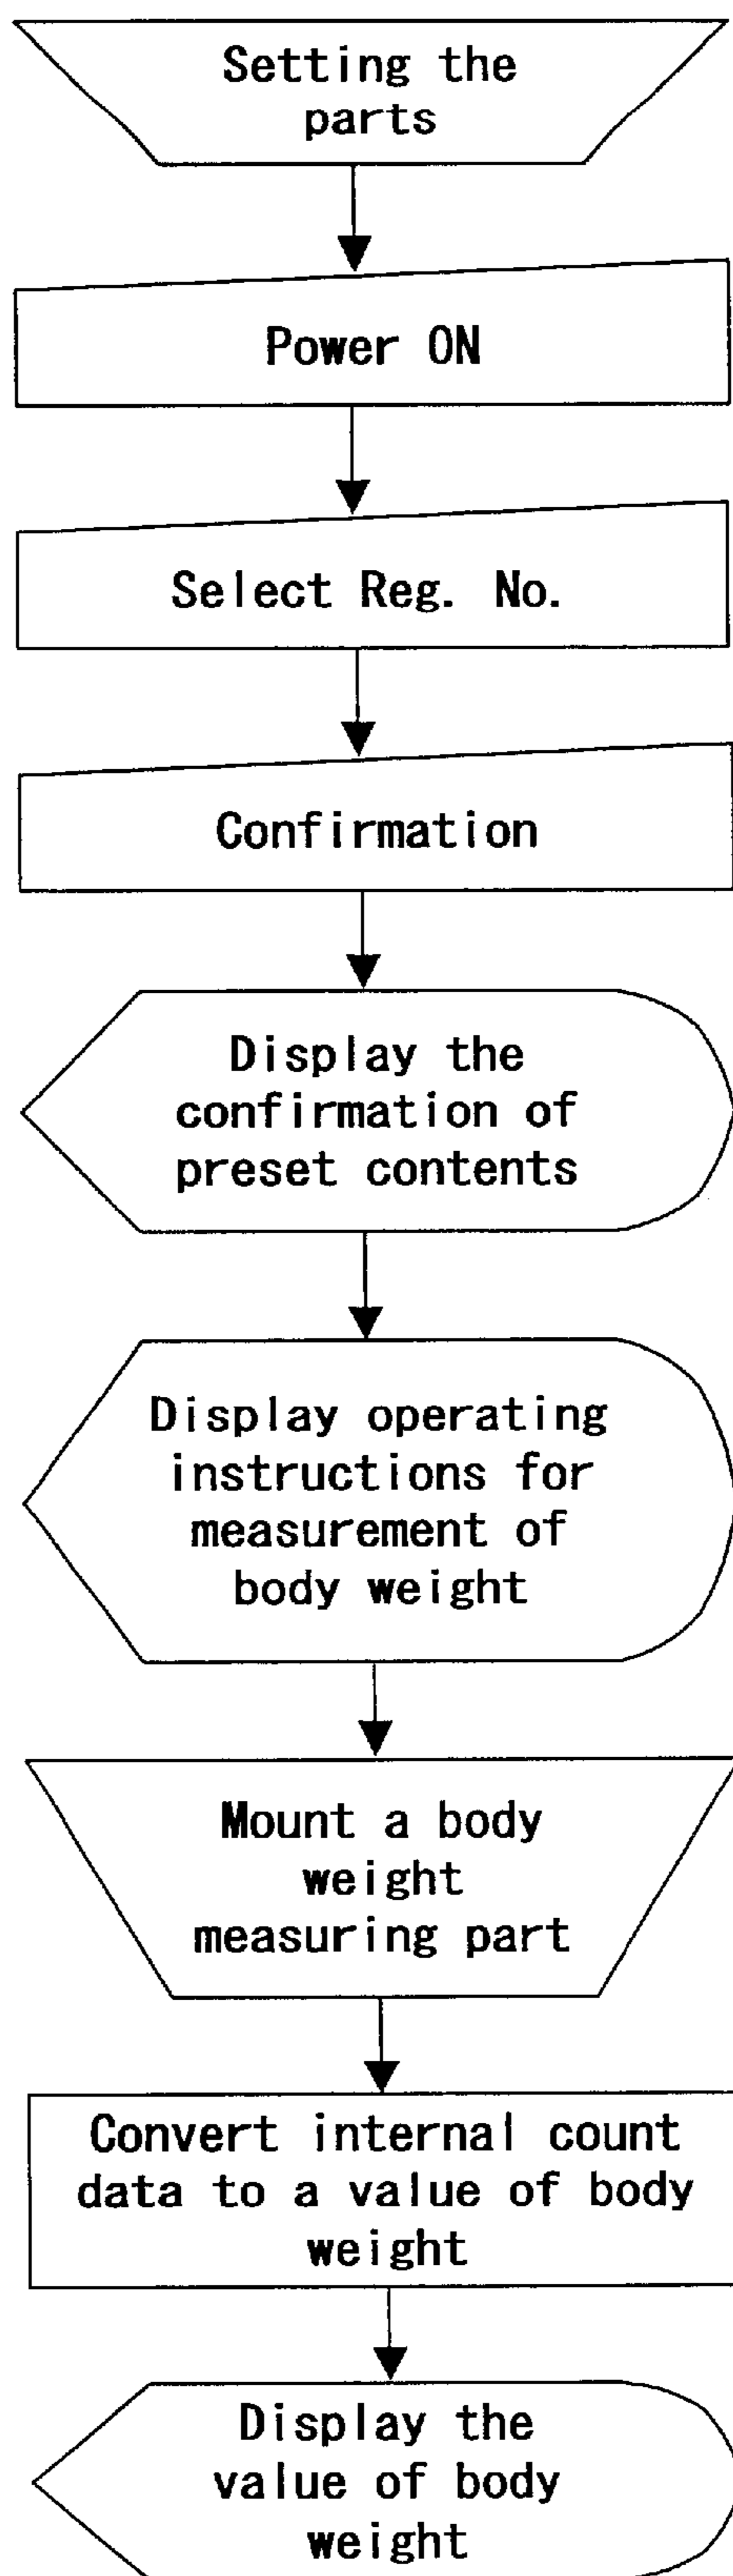 Setting the
parts
Power ON
Select Reg. No.
Confirmation
Display the
confirmation of
preset contents
Display operating
instructions for
measurement of
body weight
Mount a body
weight
measuring part
Convert internal count
data to a value of body
weight
Display the
value of body
weight